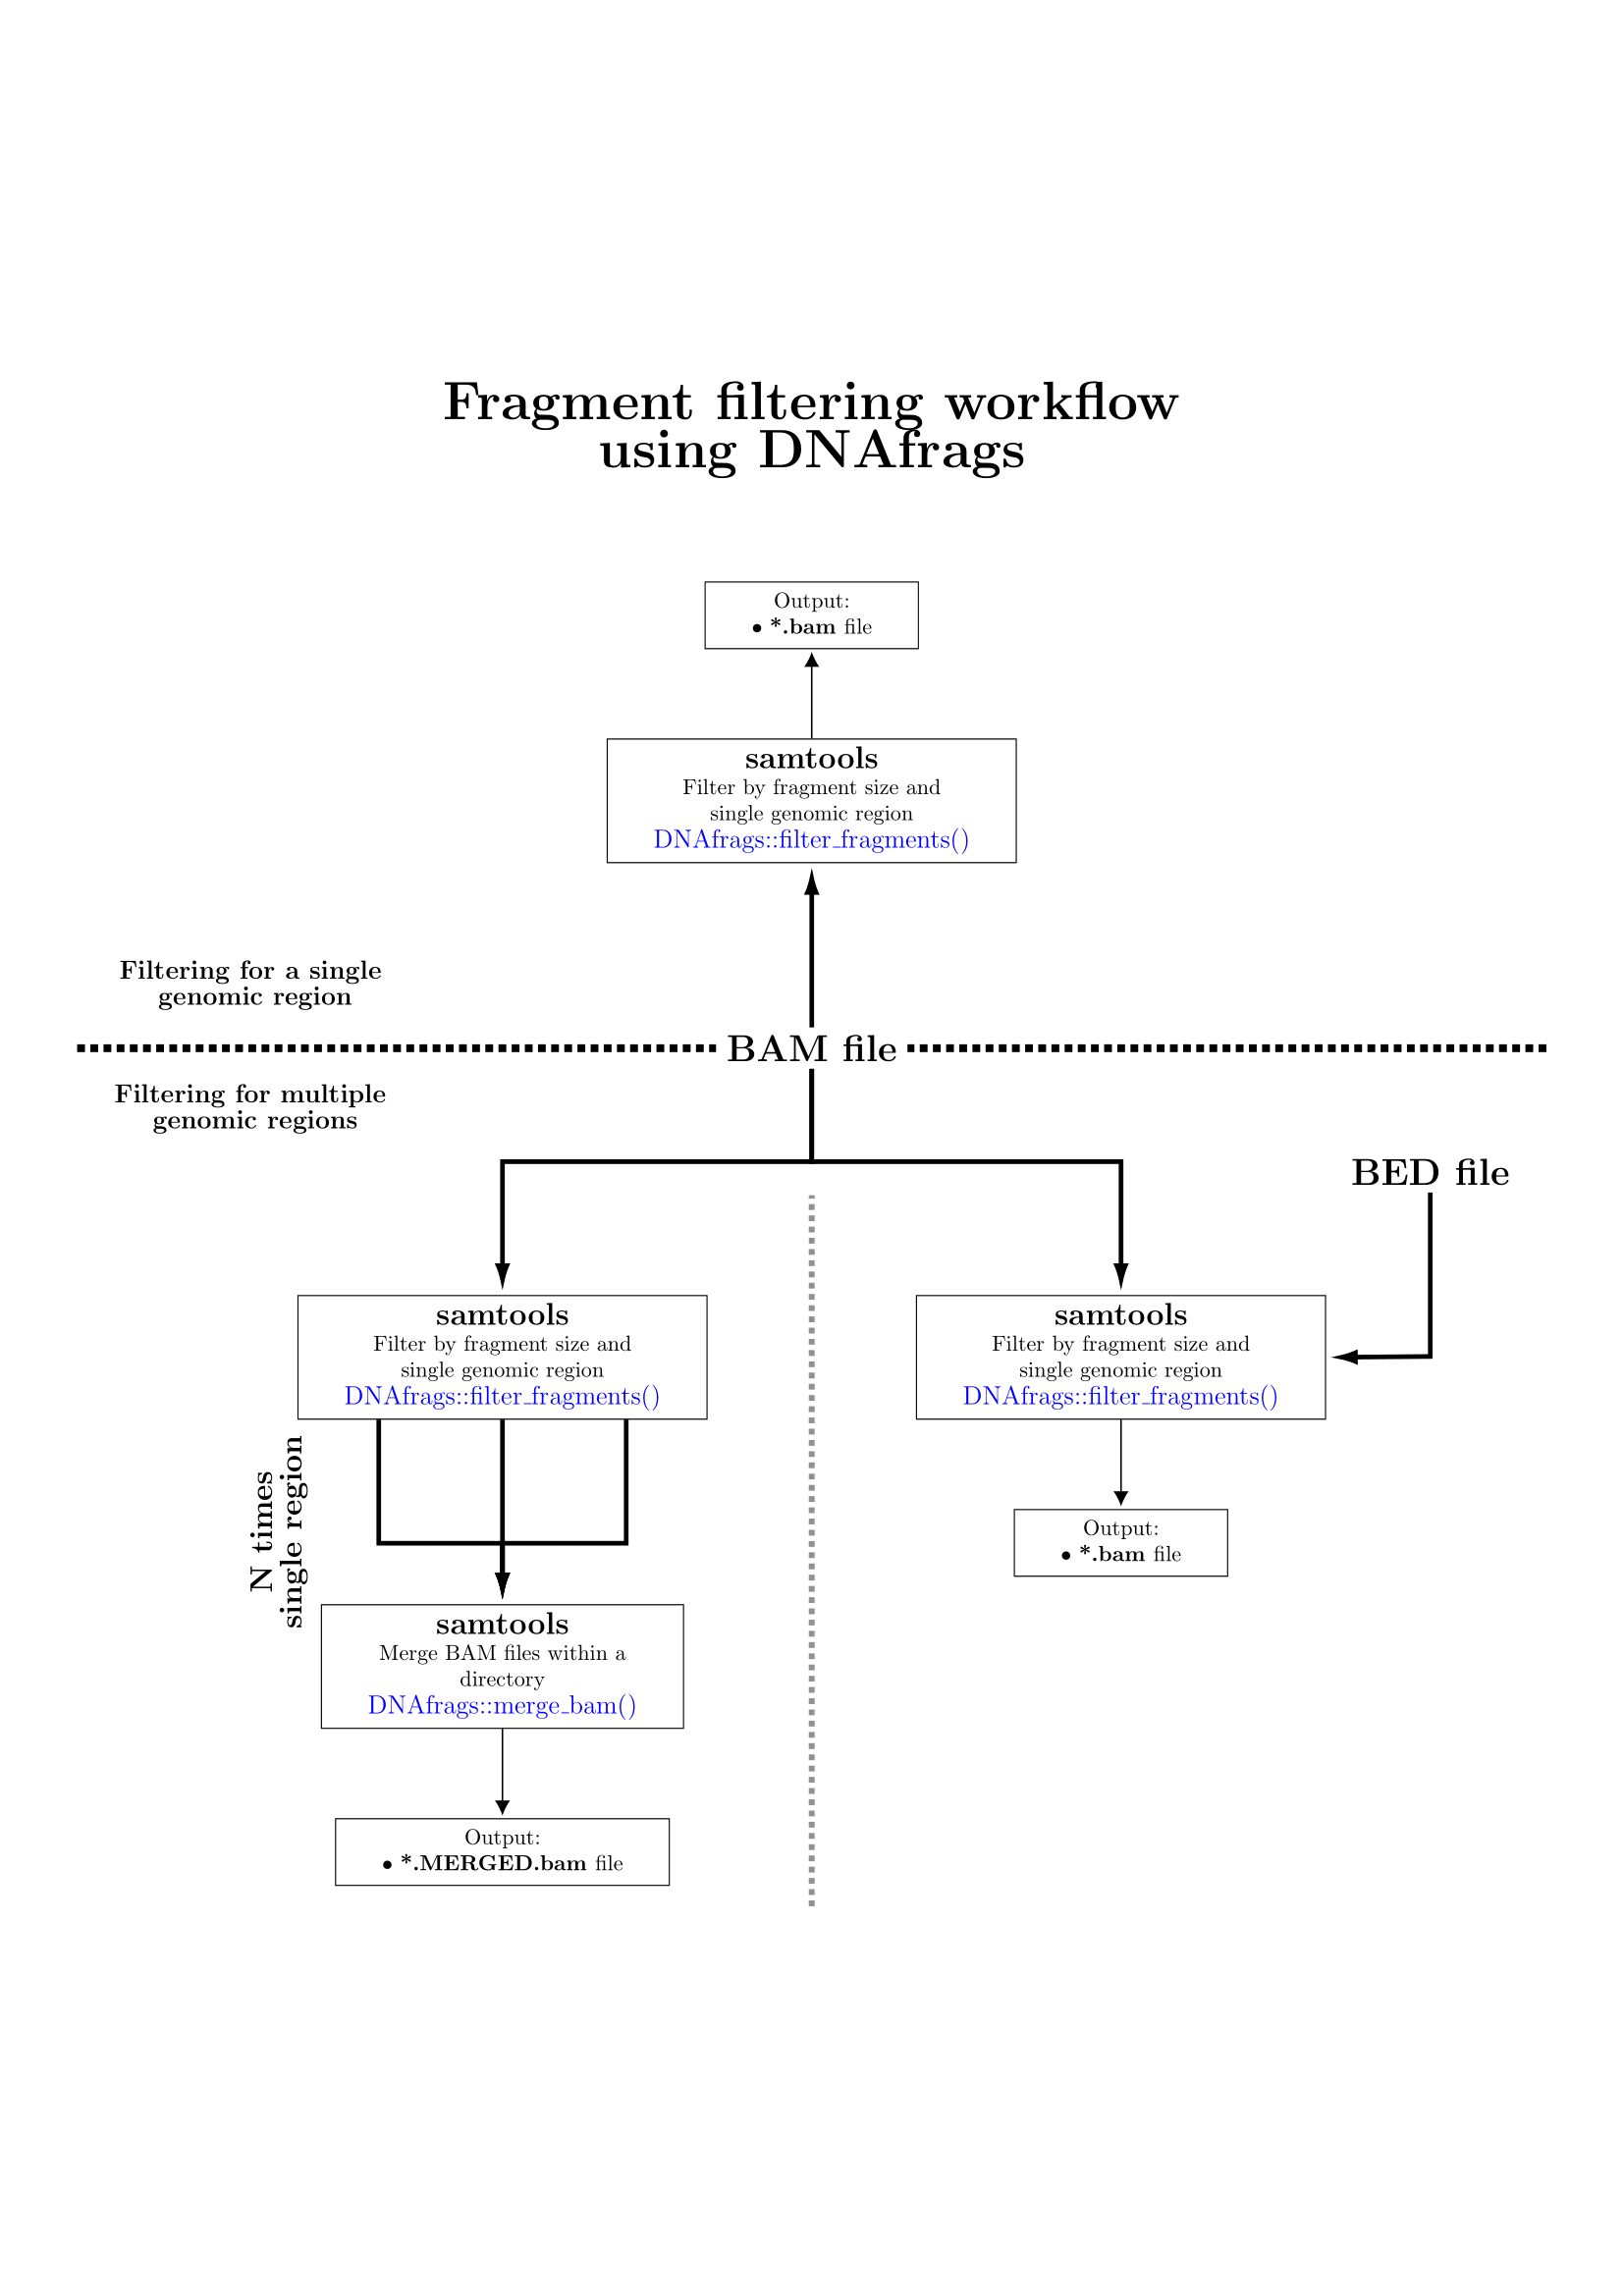 Fragment filtering workflow
using DNAfrags
Output:
• *.bam file
samtools
Filter by fragment size and
single genomic region
DNAfrags::filter_fragments()
Filtering for a single
genomic region
BAM file
Filtering for multiple
genomic regions
BED file
samtools
Filter by fragment size and
single genomic region
DNAfrags::filter_fragments()
samtools
Filter by fragment size and
single genomic region
DNAfrags::filter_fragments()
N times
single region
Output:
• *.bam file
samtools
Merge BAM files within a
directory
DNAfrags::merge_bam()
Output:
• *.MERGED.bam file